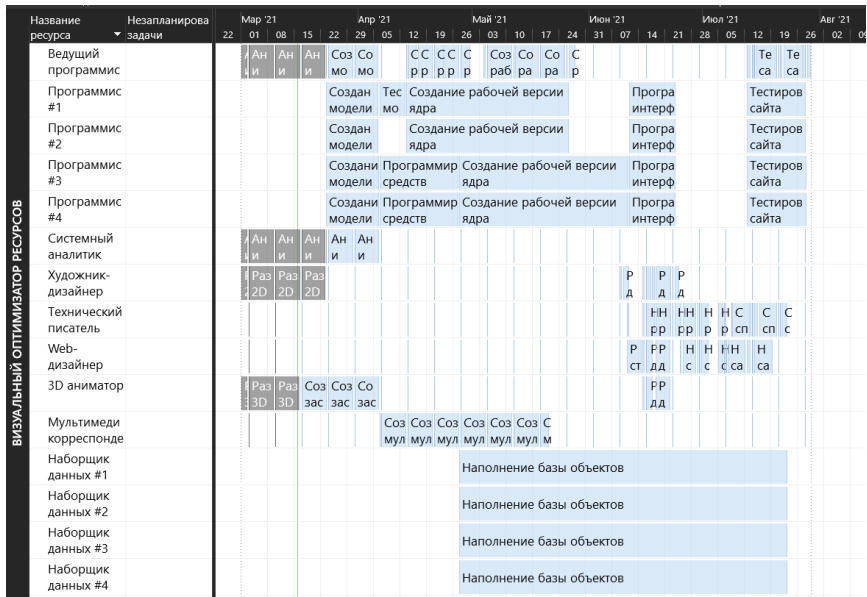 Название ресурса
Незапланирова задачи
Мар '21 Апр '21 Май '21 Июн '21 Июл '21 Авг '21
22 01 08 15 22 29 05 12 19 26 03 10 17 24 31 07 14 21 28 05 12 19 26 02 09
ВИЗУАЛЬНЫЙ ОПТИМИЗАТОР РЕСУРСОВ
Ведущий Ан Ан Ан Соз Со С С С С С Соз Со Со С Те Те
программис и и и мо мо р р р р р раб ра ра р са са
Программис Создан Тес Создание рабочей версии Програ Тестиров
#1 модели мо ядра интерф сайта
Программис Создан Создание рабочей версии Програ Тестиров
#2 модели ядра интерф сайта
Программис Создани Программир Создание рабочей версии Програ Тестиров
#3 модели средств ядра интерф сайта
Программис Создани Программир Создание рабочей версии Програ Тестиров
#4 модели средств ядра интерф сайта
Системный Ан Ан Ан Ан Ан
аналитик и и и и и
Художник- Раз Раз Раз Р Р Р
дизайнер 2D 2D 2D д д д
Технический Н Н Н Н Н Н С С С
писатель р р р р р р сп сп с
Web- Р Р Р Н Н Н Н Н
дизайнер ст д д с с с са са
3D аниматор Раз Раз Соз Соз Со Р Р
3D 3D зас зас зас д д
Мультимеди Соз Соз Соз Соз Соз Соз С
корреспонде мул мул мул мул мул мул м
Наборщик
данных #1 Наполнение базы объектов
Наборщик
данных #2 Наполнение базы объектов
Наборщик
данных #3 Наполнение базы объектов
Наборщик
данных #4 Наполнение базы объектов